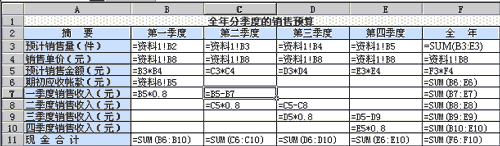 A B C D E F
1 全年分季度的销售预算
2 摘 要 第一季度 第二季度 第三季度 第四季度 全 年
3 预计销售量(件) =资料1!B2 =资料1!B3 =资料1!B4 =资料1!B5 =SUM(B3:E3)
4 销售单价(元) =资料1!B8 =资料1!B8 =资料1!B8 =资料1!B8 =资料1!B8
5 预计销售金额(元) =B3*B4 =C3*C4 =D3*D4 =E3*E4 =F3*F4
6 期初应收帐款(元) =资料6!B5 =SUM(B6:E6)
7 一季度销售收入(元) =B5*0.8 =B5-B7 =SUM(B7:E7)
8 二季度销售收入(元) =C5*0.8 =C5-C8 =SUM(B8:E8)
9 三季度销售收入(元) =D5*0.8 =D5-D9 =SUM(B9:E9)
10 四季度销售收入(元) =E5*0.8 =SUM(B10:E10)
11 现 金 合 计 =SUM(B6:B10) =SUM(C6:C10) =SUM(D6:D10) =SUM(E6:E10) =SUM(F6:F10)